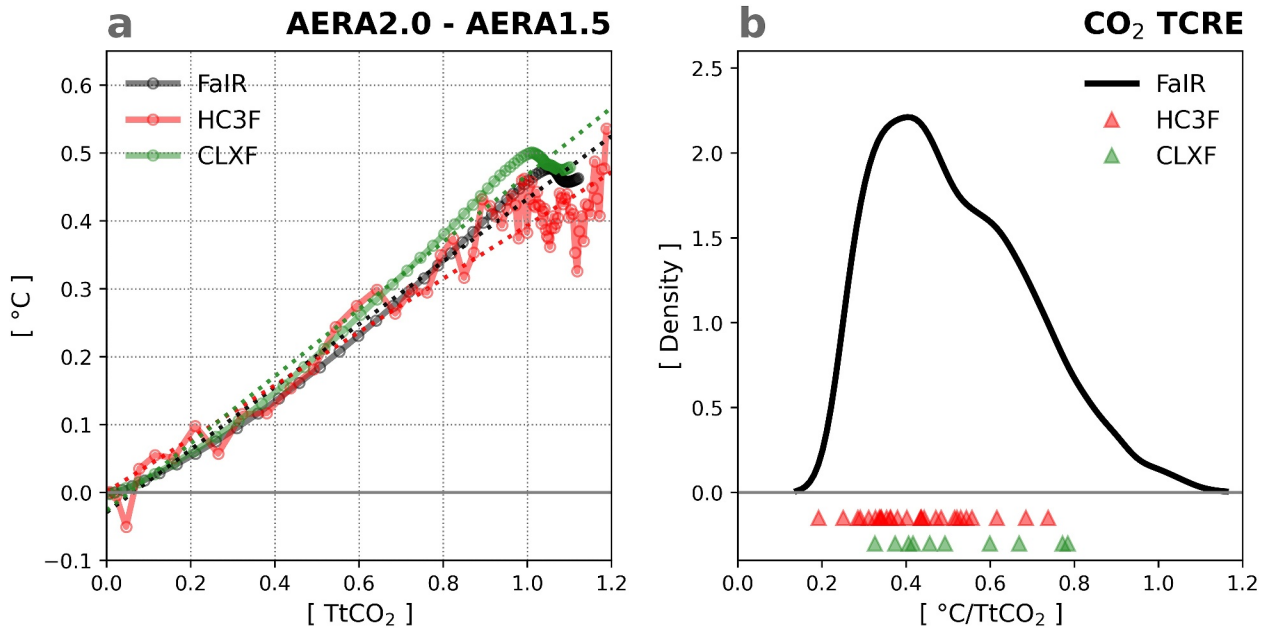 a AERA2.0 - AERA1.5
FaIR
HC3F
CLXF
0.6
0.5
0.4
0.3
0.2
0.1
0.0
−0.1
[ °C ]
0.0 0.2 0.4 0.6 0.8 1.0 1.2
[ TtCO₂ ]
b CO₂ TCRE
FaIR
HC3F
CLXF
2.5
2.0
1.5
1.0
0.5
0.0
[ Density ]
0.0 0.2 0.4 0.6 0.8 1.0 1.2
[ °C/TtCO₂ ]